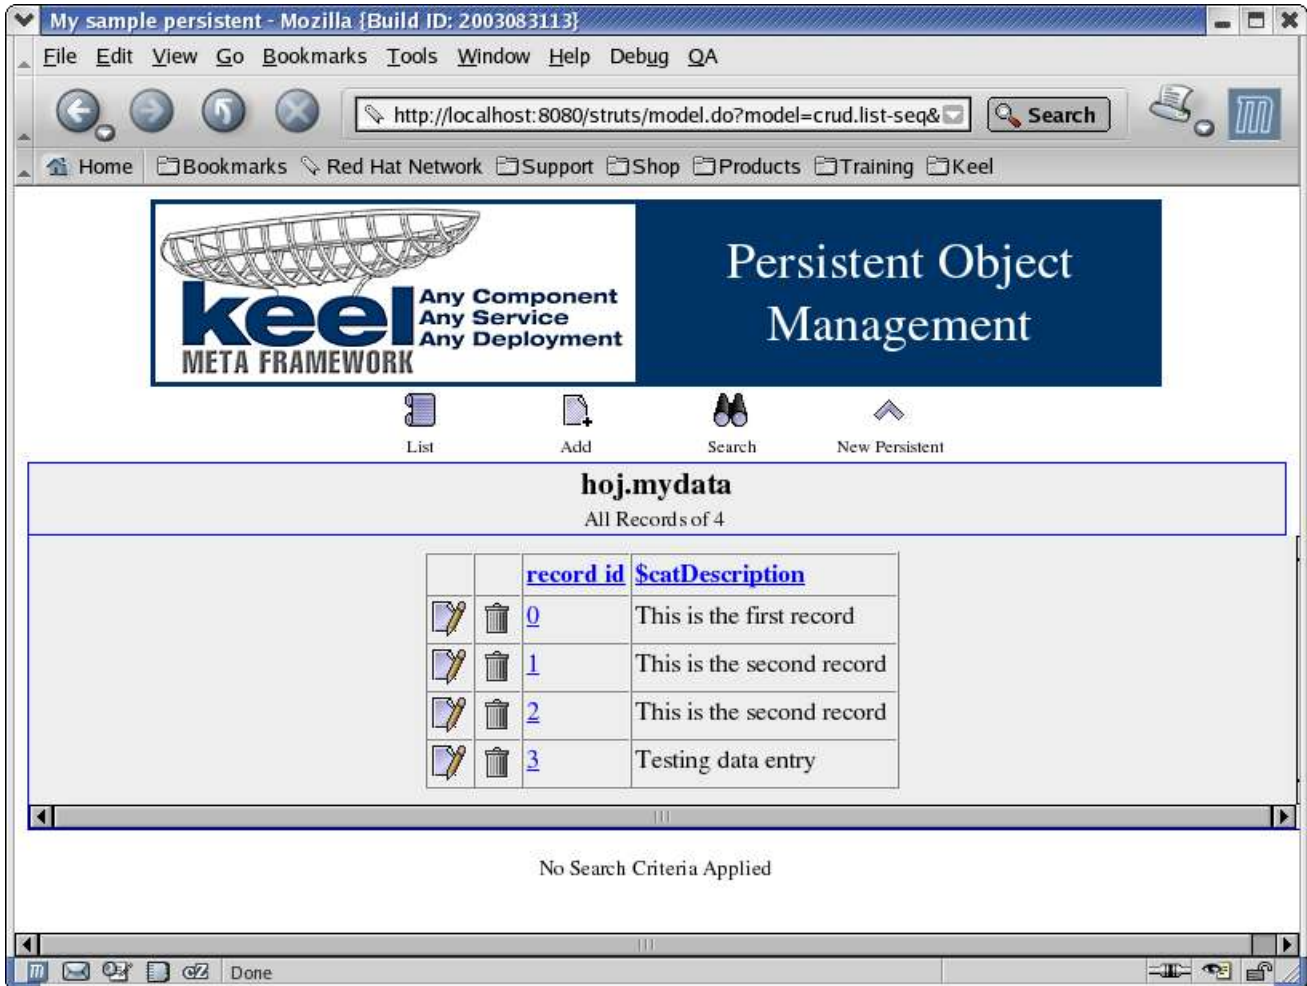 My sample persistent - Mozilla {Build ID: 2003083113}
File Edit View Go Bookmarks Tools Window Help Debug QA
http://localhost:8080/struts/model.do?model=crud.list-seq& Search
Home Bookmarks Red Hat Network Support Shop Products Training Keel
keel
META FRAMEWORK
Any Component
Any Service
Any Deployment
Persistent Object
Management
List Add Search New Persistent
hoj.mydata
All Records of 4
record id $catDescription
0 This is the first record
1 This is the second record
2 This is the second record
3 Testing data entry
No Search Criteria Applied
Done